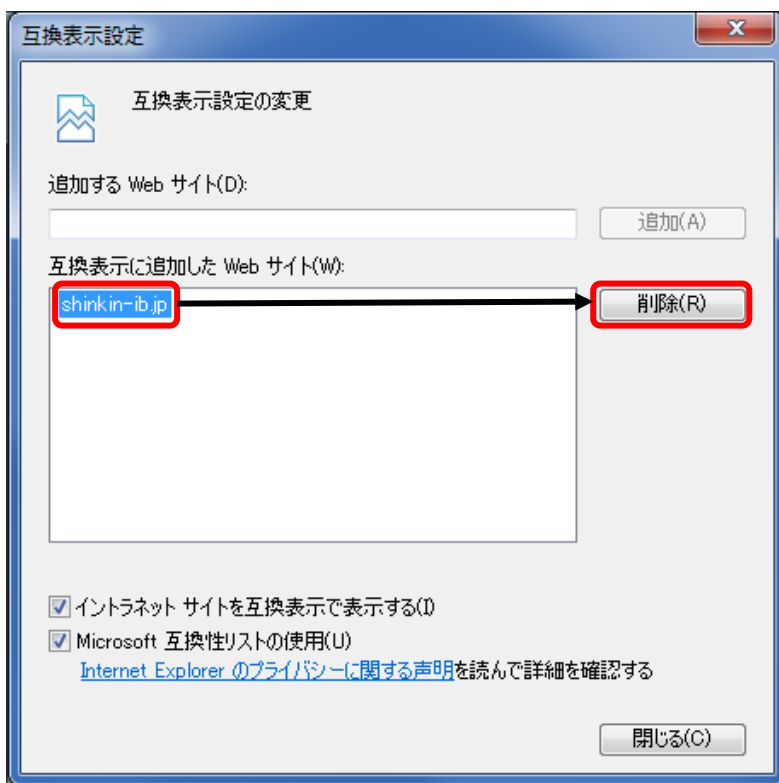 互換表示設定
互換表示設定の変更
追加する Web サイト(D):
追加(A)
互換表示に追加した Web サイト(W):
shinkin-ib.jp
削除(R)
イントラネット サイトを互換表示で表示する(I)
Microsoft 互換性リストの使用(U)
Internet Explorer のプライバシーに関する声明を読んで詳細を確認する
閉じる(C)